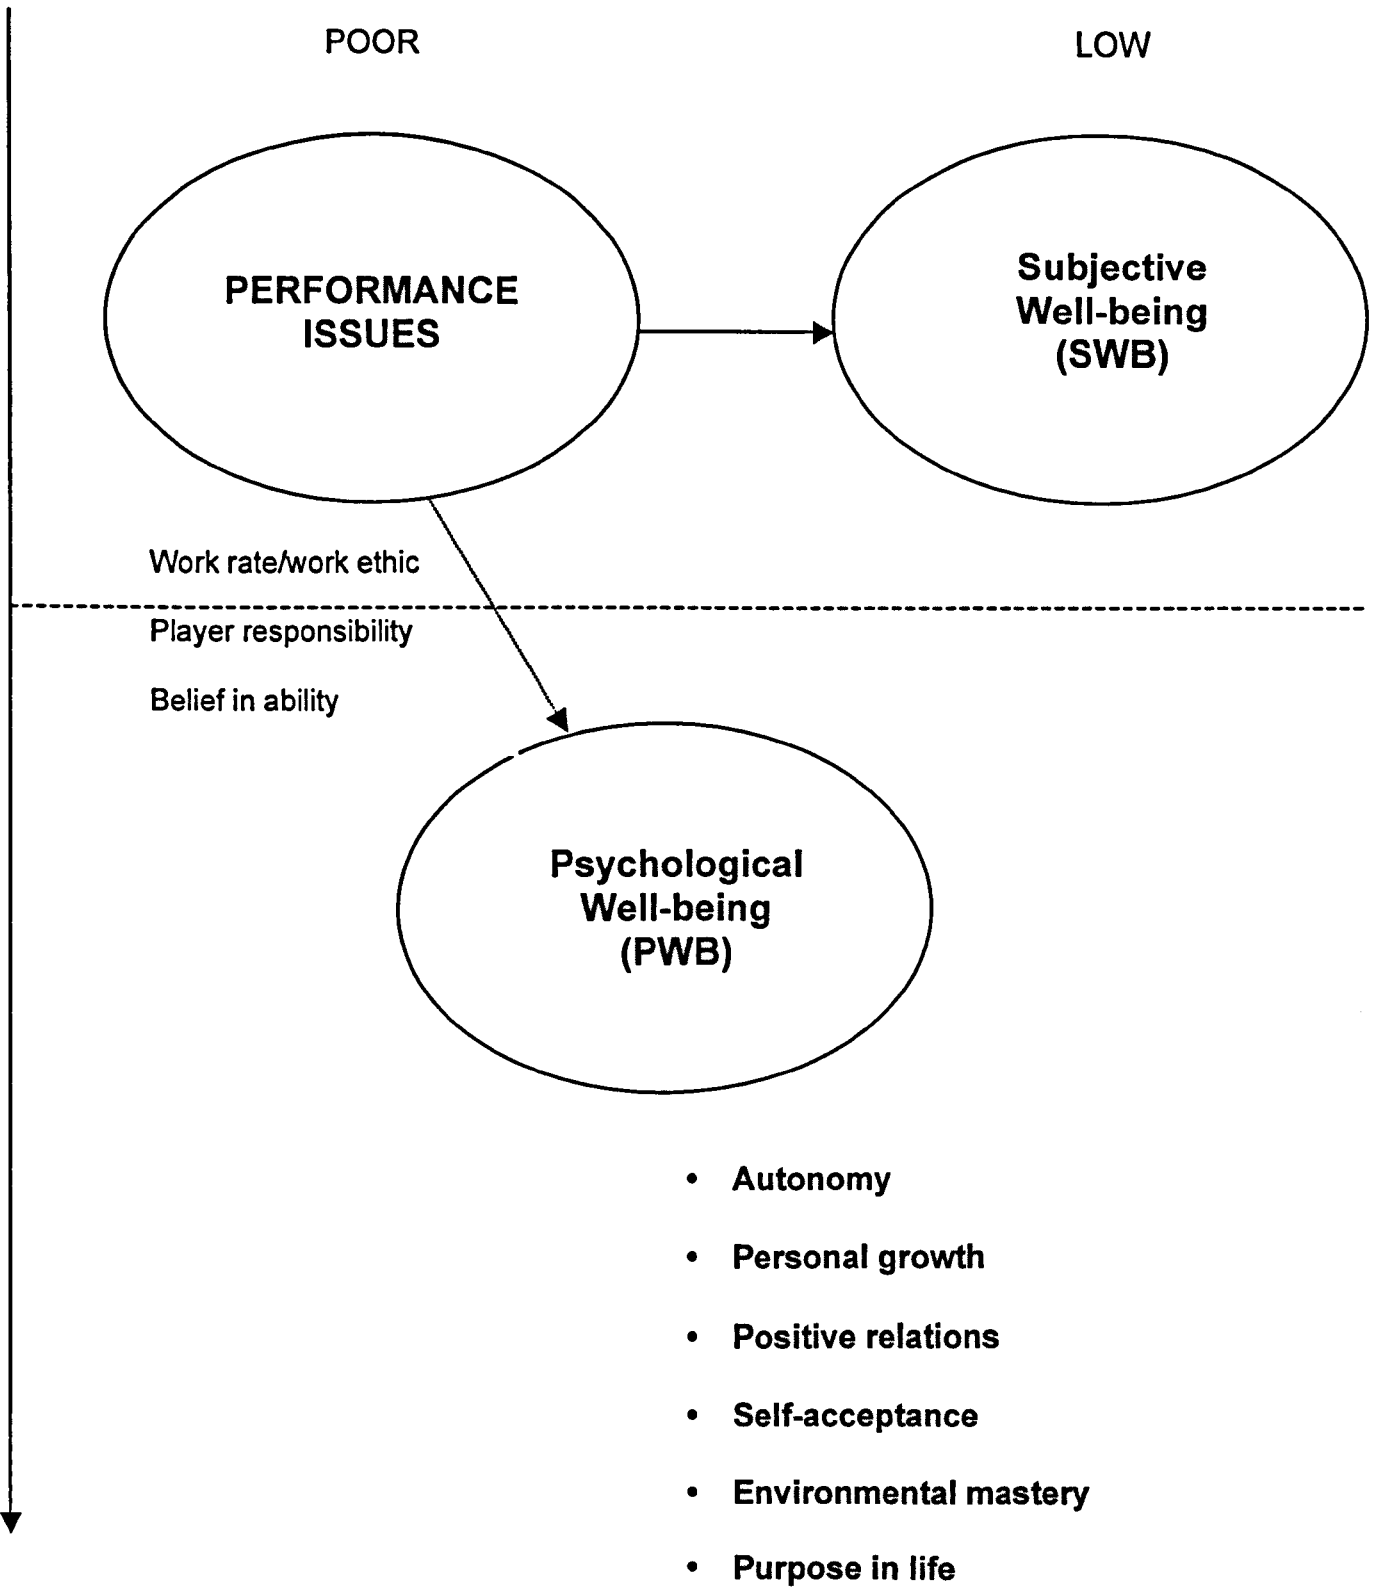 POOR
LOW
PERFORMANCE
ISSUES
Subjective
Well-being
(SWB)
Work rate/work ethic
Player responsibility
Belief in ability
Psychological
Well-being
(PWB)
• Autonomy
• Personal growth
• Positive relations
• Self-acceptance
• Environmental mastery
• Purpose in life